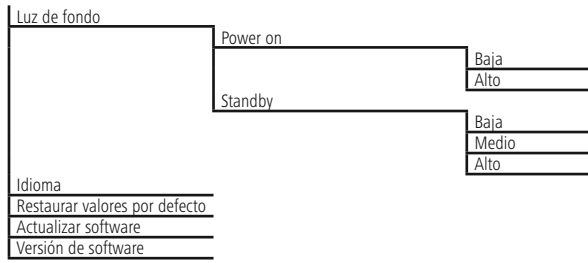 Luz de fondo
Power on
Baja
Alto
Standby
Baja
Medio
Alto
Idioma
Restaurar valores por defecto
Actualizar software
Versión de software